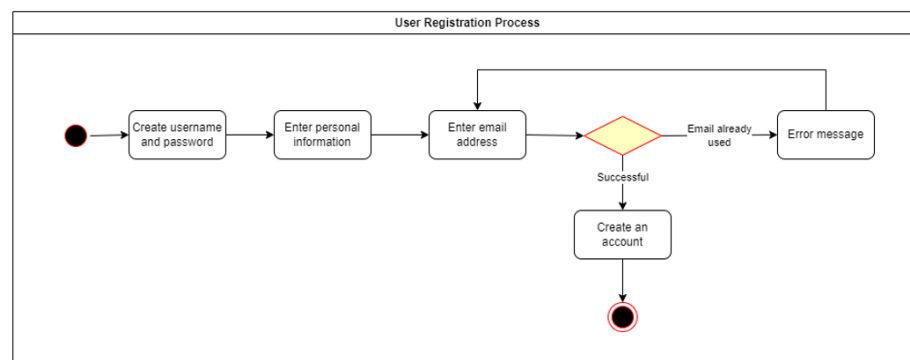 User Registration Process
Create username
and password
Enter personal
information
Enter email
address
Email already
used
Error message
Successful
Create an
account